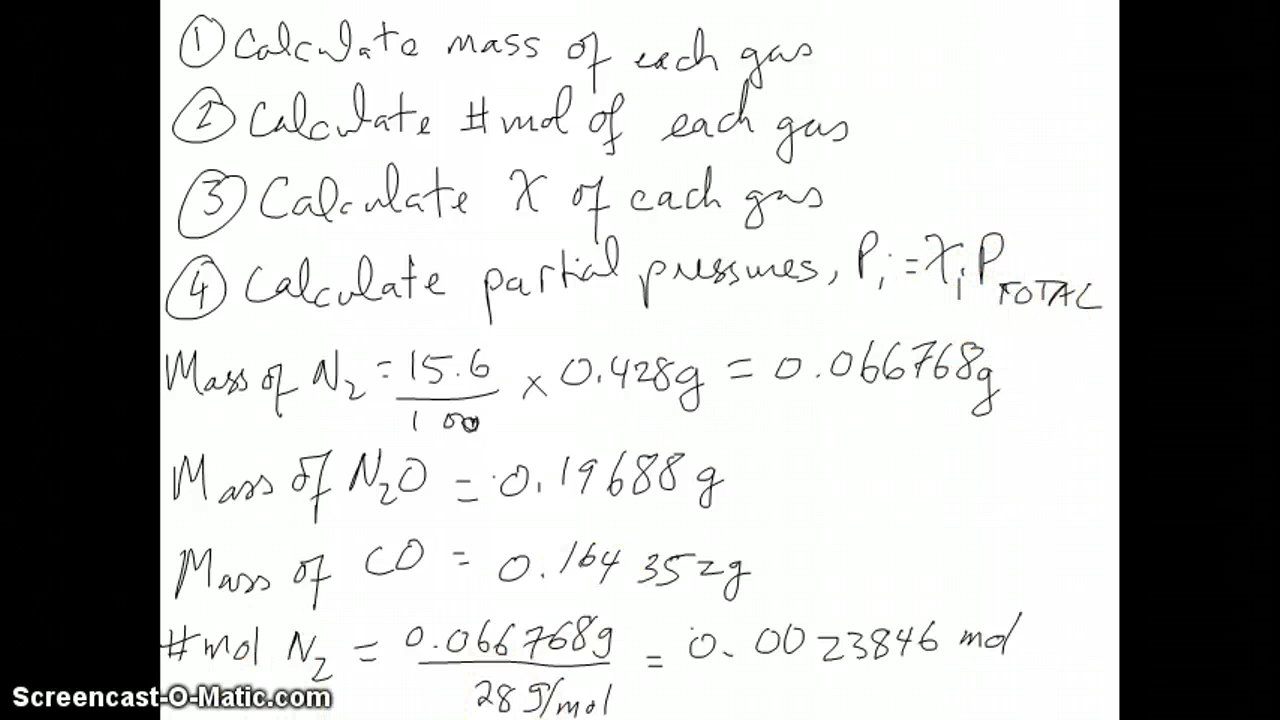 ① Calculate mass of each gas
② Calculate #mol of each gas
③ Calculate X of each gas
④ Calculate partial pressures, Pᵢ = Xᵢ P TOTAL
Mass of N₂ = 15.6/100 × 0.428g = 0.066768g
Mass of N₂O = 0.19688 g
Mass of CO = 0.164352g
#mol N₂ = 0.066768g / 28 g/mol = 0.0023846 mol
Screencast-O-Matic.com